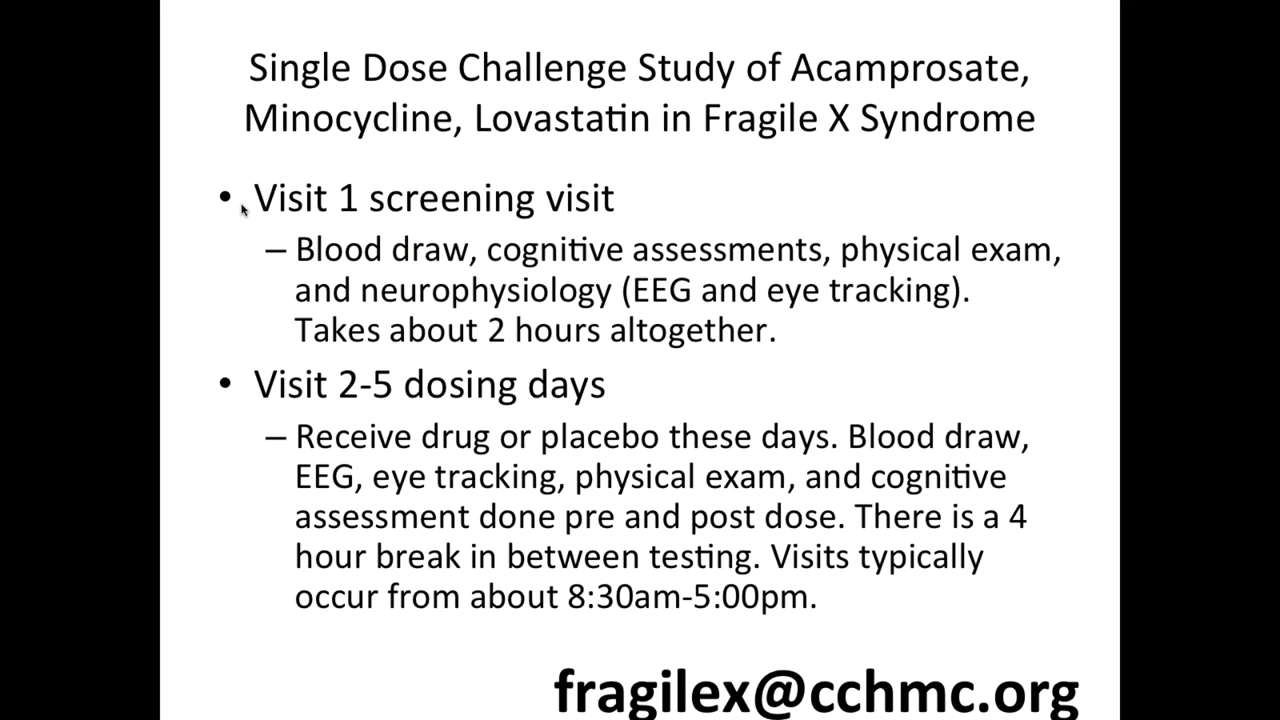 Single Dose Challenge Study of Acamprosate,
Minocycline, Lovastatin in Fragile X Syndrome
• Visit 1 screening visit
– Blood draw, cognitive assessments, physical exam,
and neurophysiology (EEG and eye tracking).
Takes about 2 hours altogether.
• Visit 2-5 dosing days
– Receive drug or placebo these days. Blood draw,
EEG, eye tracking, physical exam, and cognitive
assessment done pre and post dose. There is a 4
hour break in between testing. Visits typically
occur from about 8:30am-5:00pm.
fragilex@cchmc.org